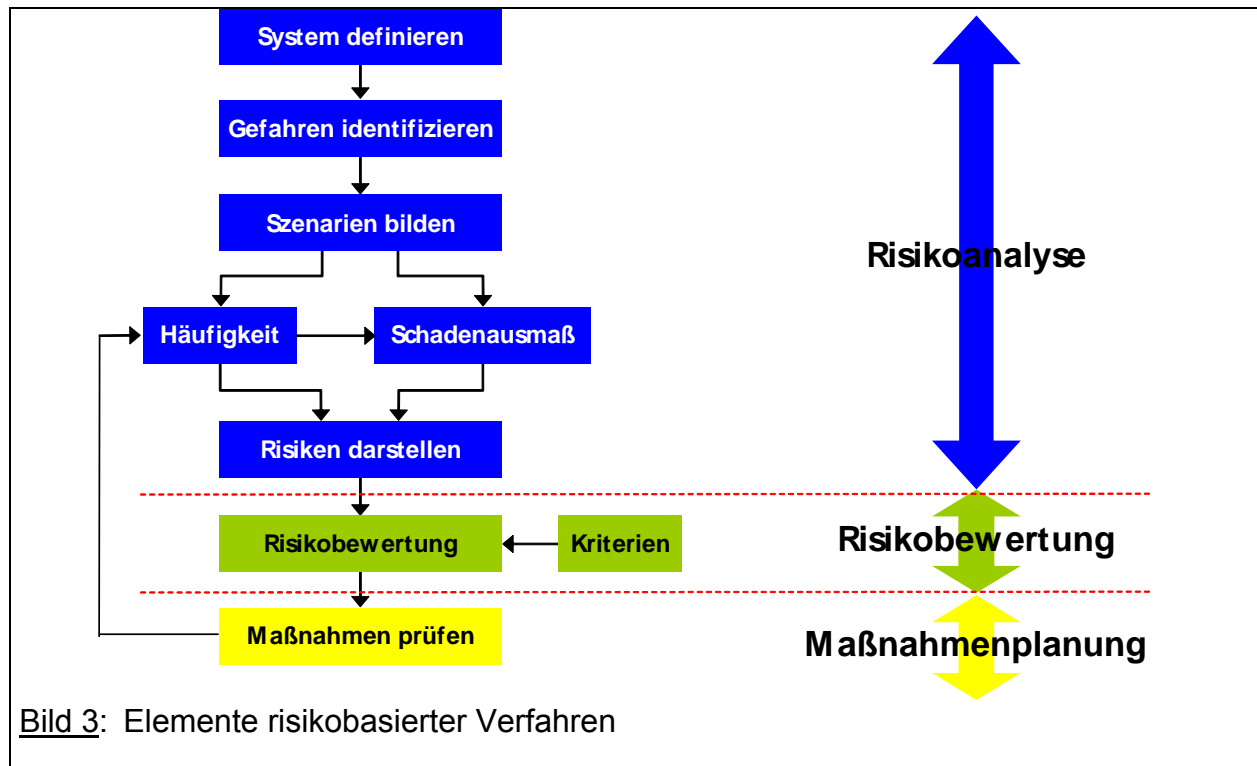 System definieren
Gefahren identifizieren
Szenarien bilden
Risikoanalyse
Häufigkeit
Schadenausmaß
Risiken darstellen
Risikobewertung
Kriterien
Risikobewertung
Maßnahmen prüfen
Maßnahmenplanung
Bild 3: Elemente risikobasierter Verfahren